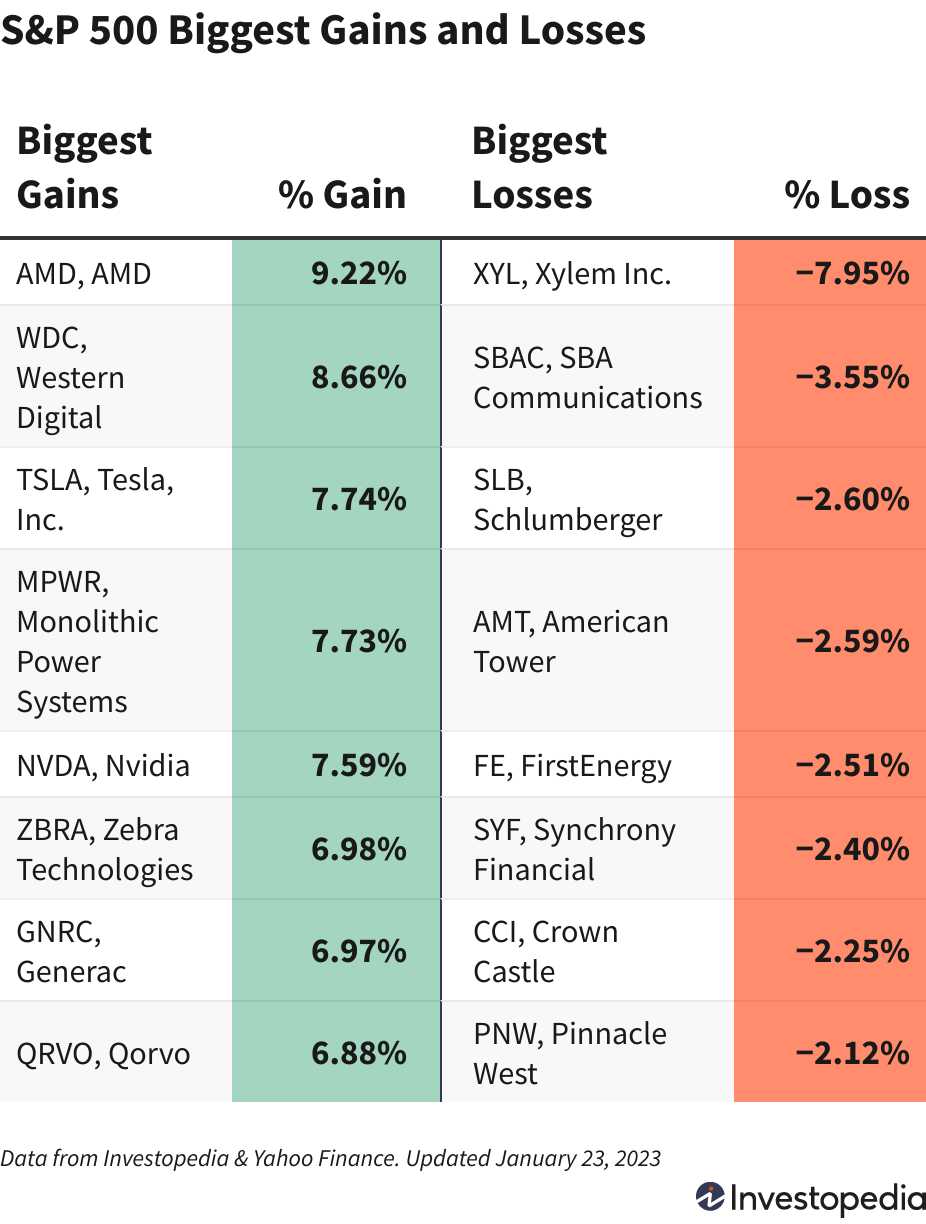 S&P 500 Biggest Gains and Losses
Biggest
Gains
% Gain
Biggest
Losses
% Loss
AMD, AMD
9.22%
XYL, Xylem Inc.
−7.95%
WDC,
Western
Digital
8.66%
SBAC, SBA
Communications
−3.55%
TSLA, Tesla,
Inc.
7.74%
SLB,
Schlumberger
−2.60%
MPWR,
Monolithic
Power
Systems
7.73%
AMT, American
Tower
−2.59%
NVDA, Nvidia
7.59%
FE, FirstEnergy
−2.51%
ZBRA, Zebra
Technologies
6.98%
SYF, Synchrony
Financial
−2.40%
GNRC,
Generac
6.97%
CCI, Crown
Castle
−2.25%
QRVO, Qorvo
6.88%
PNW, Pinnacle
West
−2.12%
Data from Investopedia & Yahoo Finance. Updated January 23, 2023
Investopedia